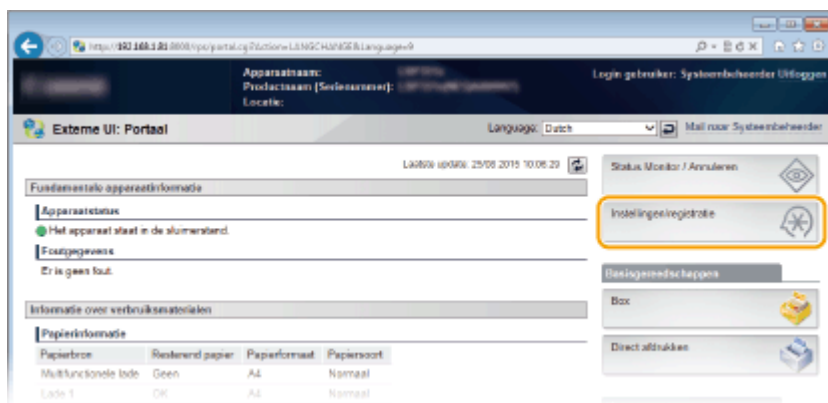 Apparaatnaam:
Productnaam (Serienummer):
Locatie:
Login gebruiker: Systeembeheerder Uitloggen
Externe UI: Portaal
Language: Dutch
Mail naar Systeembeheerder
Laatste update: 25/08 2015 10:06:29
Fundamentele apparaatinformatie
Apparaatstatus
Het apparaat staat in de sluimerstand.
Foutgegevens
Er is geen fout.
Informatie over verbruiksmaterialen
Papierinformatie
Papierbron Resterend papier Papierformaat Papiersoort
Multifunctionele lade Geen A4 Normaal
Lade 1 OK A4 Normaal
Status Monitor / Annuleren
Instellingen/registratie
Basisgereedschappen
Box
Direct afdrukken